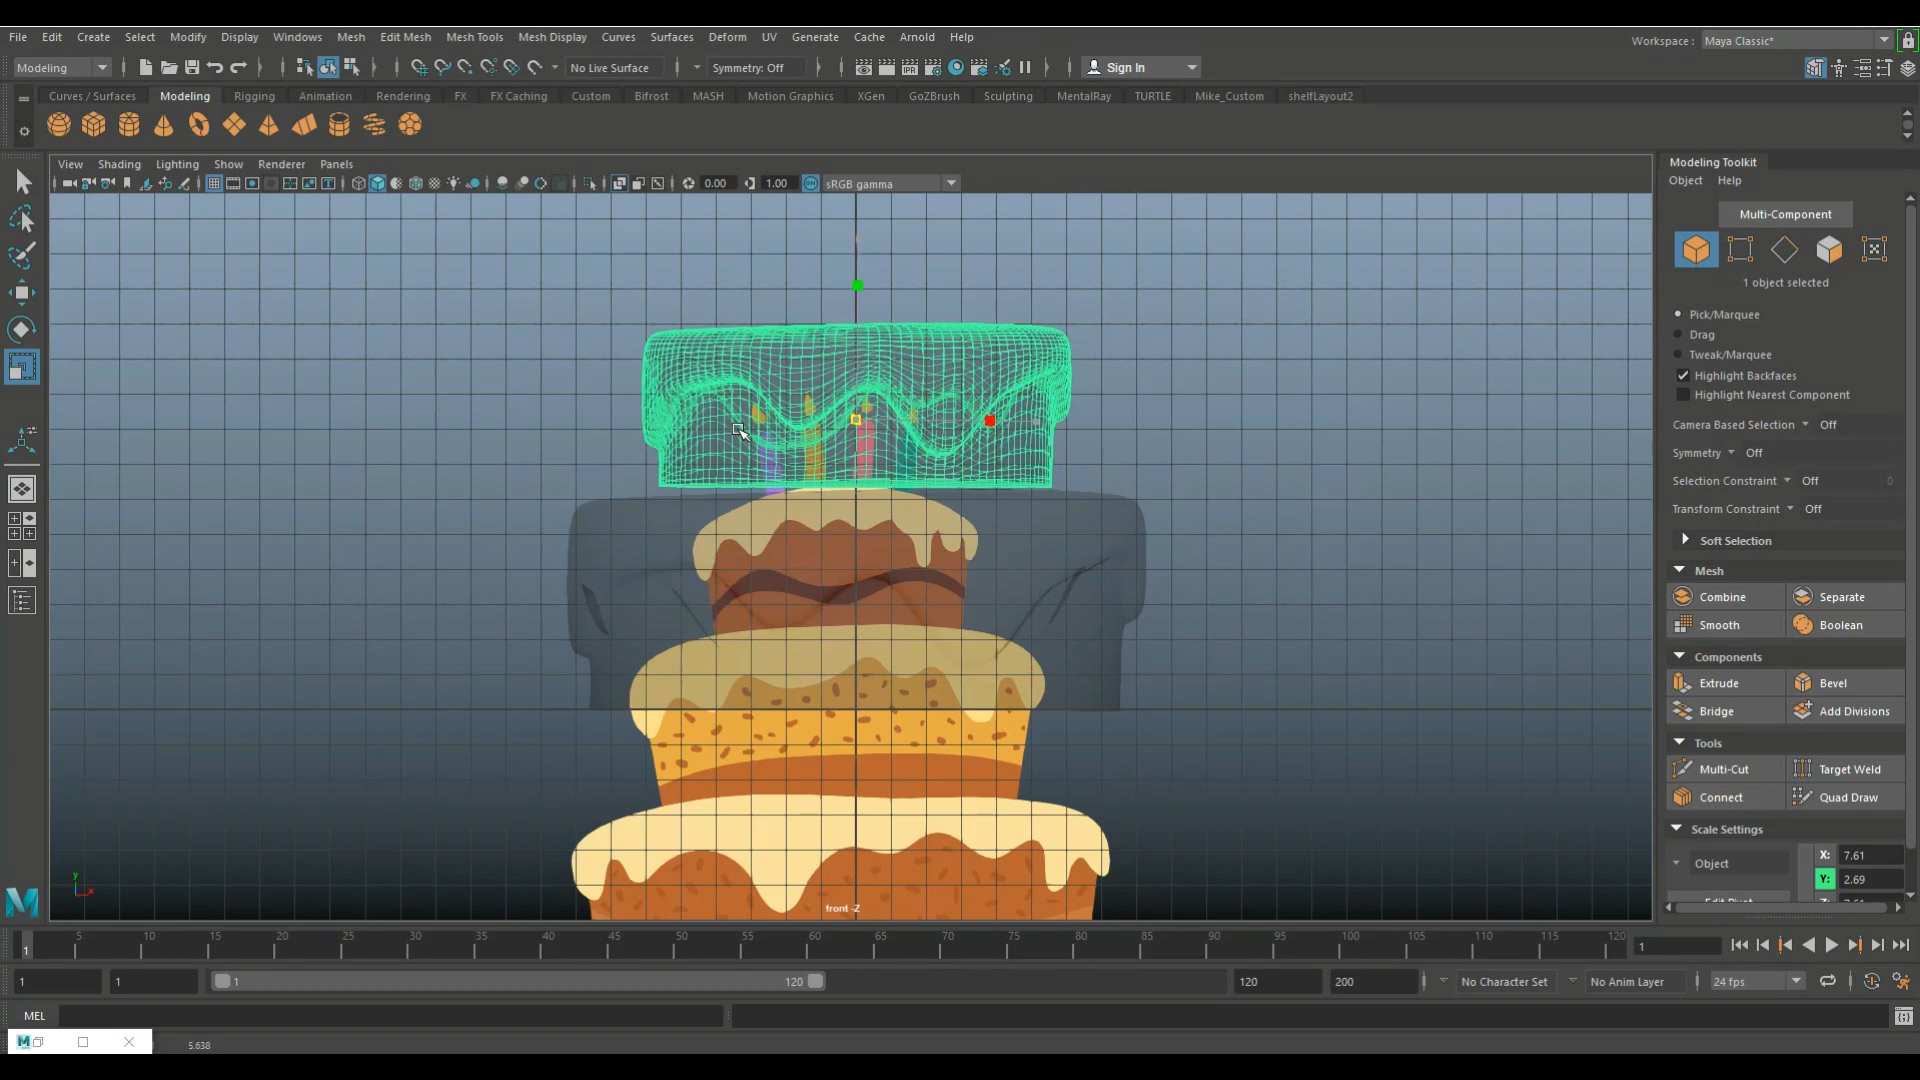 File Edit Create Select Modify Display Windows Mesh Edit Mesh Mesh Tools Mesh Display Curves Surfaces Deform UV Generate Cache Arnold Help
Workspace : Maya Classic*
Modeling No Live Surface Symmetry: Off Sign In
Curves / Surfaces Modeling Rigging Animation Rendering FX FX Caching Custom Bifrost MASH Motion Graphics XGen GoZBrush Sculpting MentalRay TURTLE Mike_Custom shelfLayout2
View Shading Lighting Show Renderer Panels
0.00 1.00 sRGB gamma
Modeling Toolkit
Object Help
Multi-Component
1 object selected
Pick/Marquee
Drag
Tweak/Marquee
Highlight Backfaces
Highlight Nearest Component
Camera Based Selection Off
Symmetry Off
Selection Constraint Off 0
Transform Constraint Off
Soft Selection
Mesh
Combine Separate
Smooth Boolean
Components
Extrude Bevel
Bridge Add Divisions
Tools
Multi-Cut Target Weld
Connect Quad Draw
Scale Settings
Object X: 7.61
Y: 2.69
y
x
front -Z
1 5 10 15 20 25 30 35 40 45 50 55 60 65 70 75 80 85 90 95 100 105 110 115 120 1
1 1 1 120 120 200 No Character Set No Anim Layer 24 fps
MEL
5.638